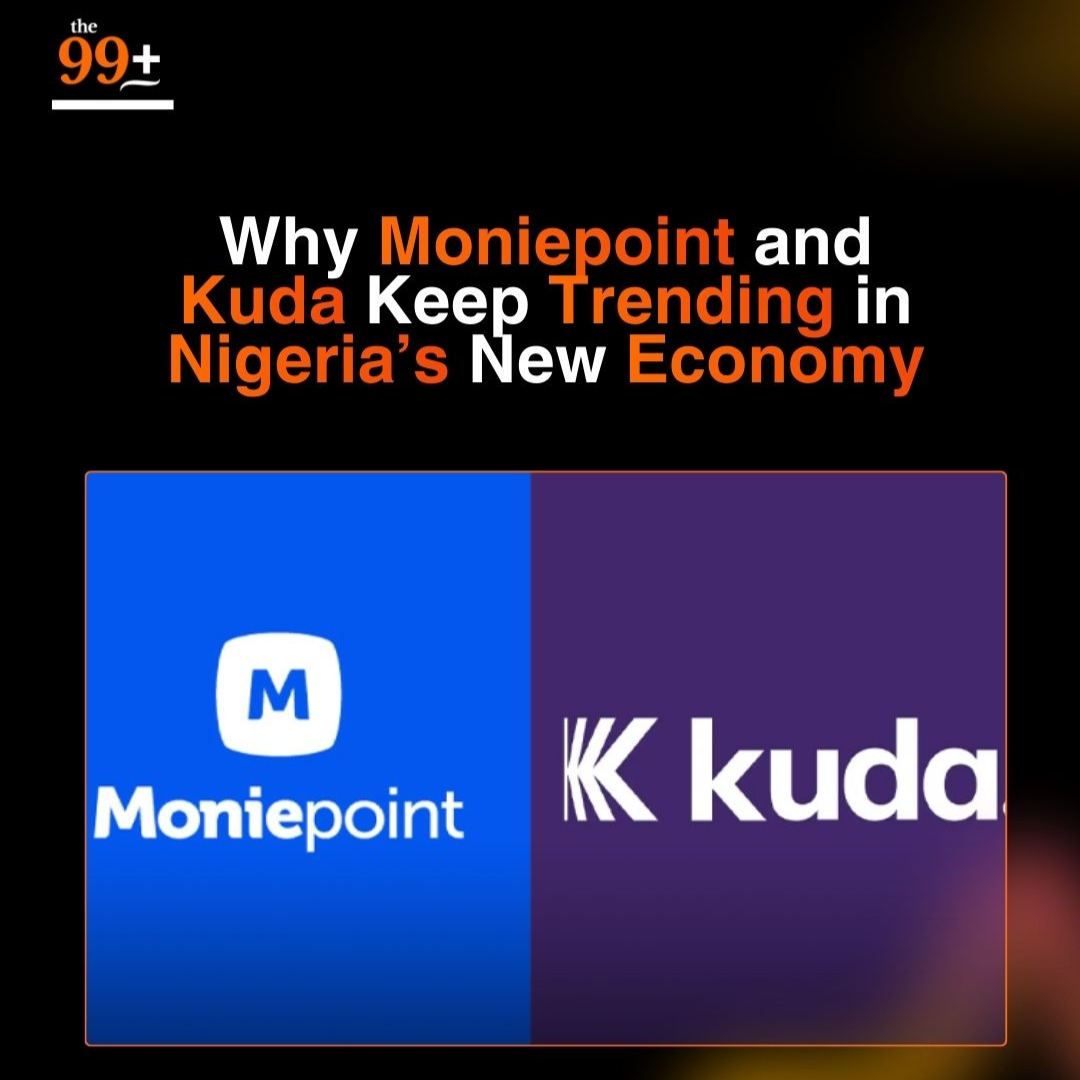 the
99+
Why Moniepoint and
Kuda Keep Trending in
Nigeria’s New Economy
M
Moniepoint
K kuda.